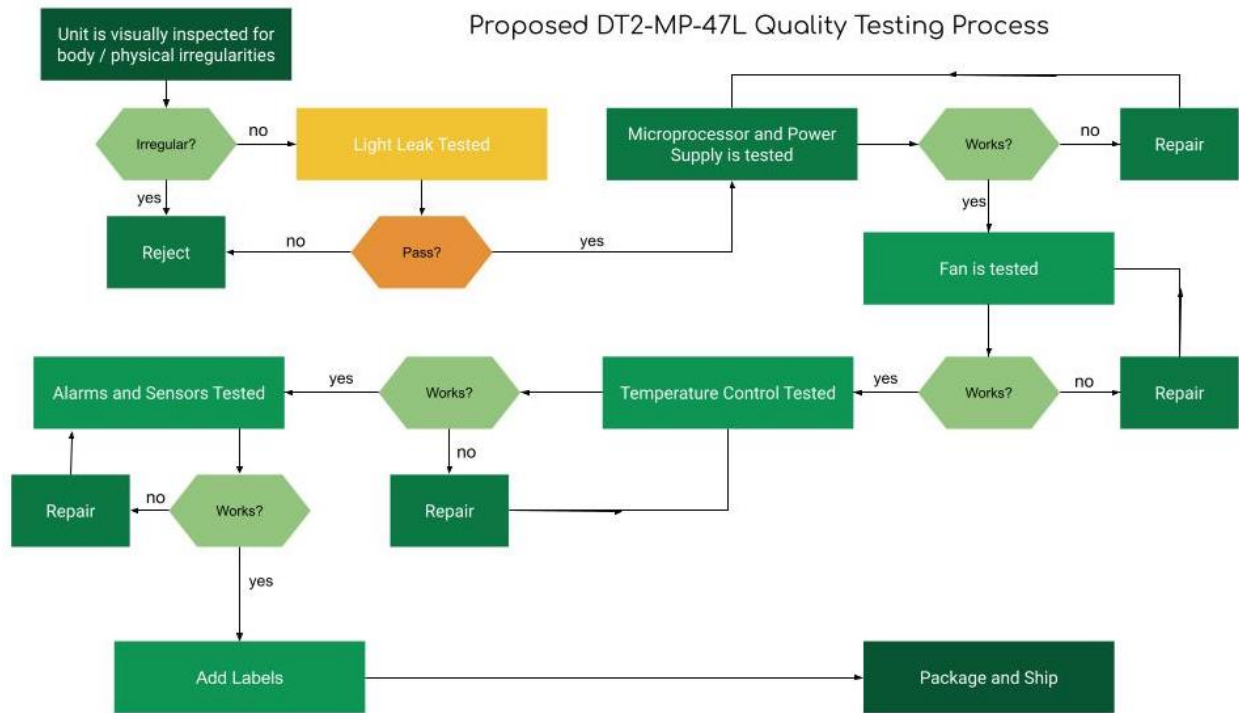 Proposed DT2-MP-47L Quality Testing Process
Unit is visually inspected for
body / physical irregularities
Irregular?
no
Light Leak Tested
yes
Reject
no
Pass?
yes
Microprocessor and Power
Supply is tested
Works?
no
Repair
yes
Fan is tested
Works?
no
Repair
yes
Temperature Control Tested
Works?
no
Repair
yes
Alarms and Sensors Tested
Works?
no
Repair
yes
Add Labels
Package and Ship